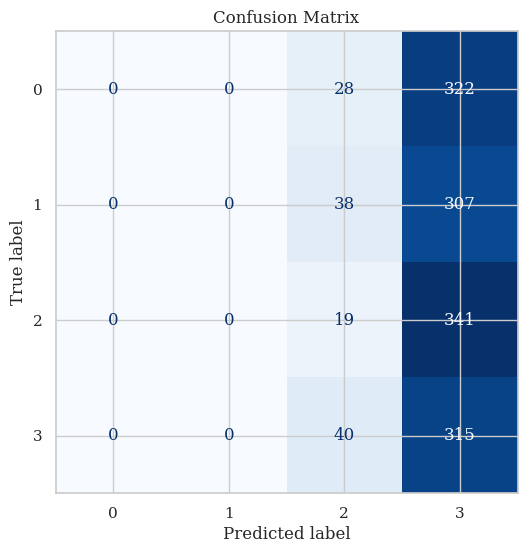 Confusion Matrix
True label
0 0 0 28 322
1 0 0 38 307
2 0 0 19 341
3 0 0 40 315
0 1 2 3
Predicted label